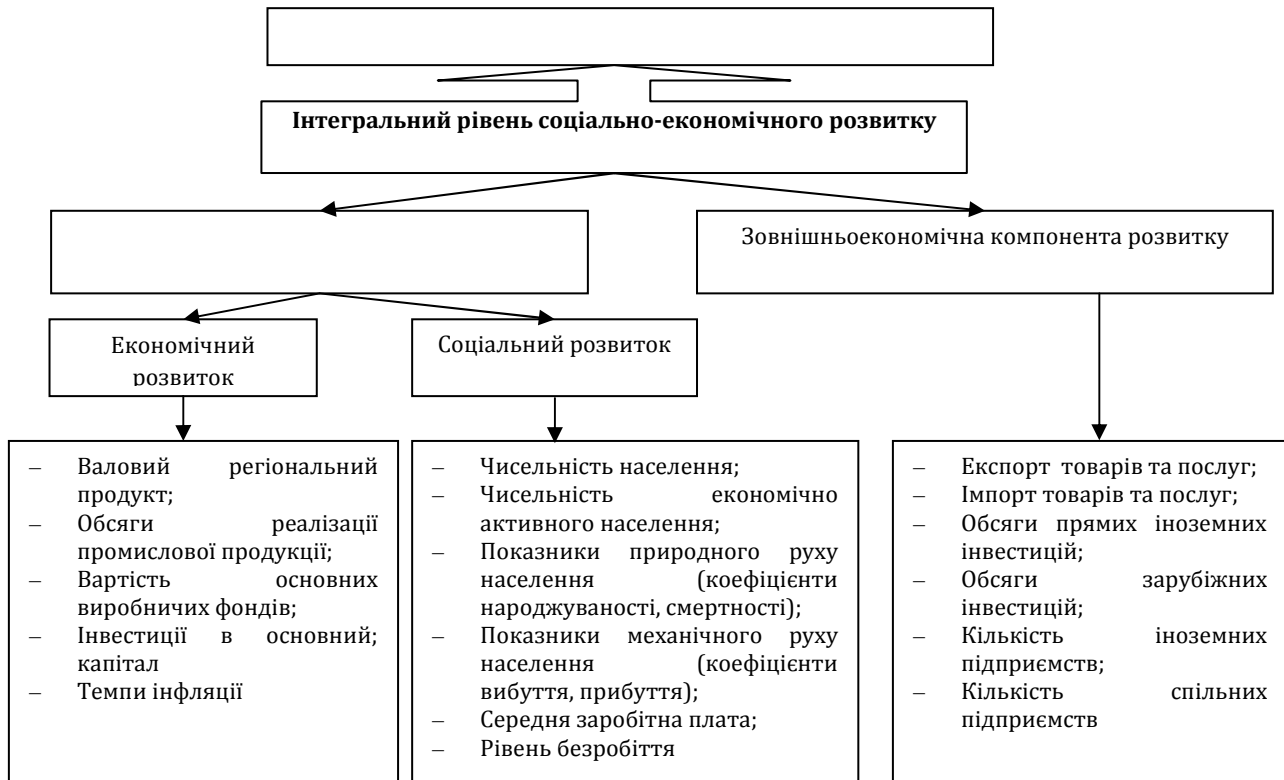 Інтегральний рівень соціально-економічного розвитку
Зовнішньоекономічна компонента розвитку
Економічний
розвиток
Соціальний розвиток
– Валовий регіональний
продукт;
– Обсяги реалізації
промислової продукції;
– Вартість основних
виробничих фондів;
– Інвестиції в основний;
капітал
– Темпи інфляції
– Чисельність населення;
– Чисельність економічно
активного населення;
– Показники природного руху
населення (коефіцієнти
народжуваності, смертності);
– Показники механічного руху
населення (коефіцієнти
вибуття, прибуття);
– Середня заробітна плата;
– Рівень безробіття
– Експорт товарів та послуг;
– Імпорт товарів та послуг;
– Обсяги прямих іноземних
інвестицій;
– Обсяги зарубіжних
інвестицій;
– Кількість іноземних
підприємств;
– Кількість спільних
підприємств